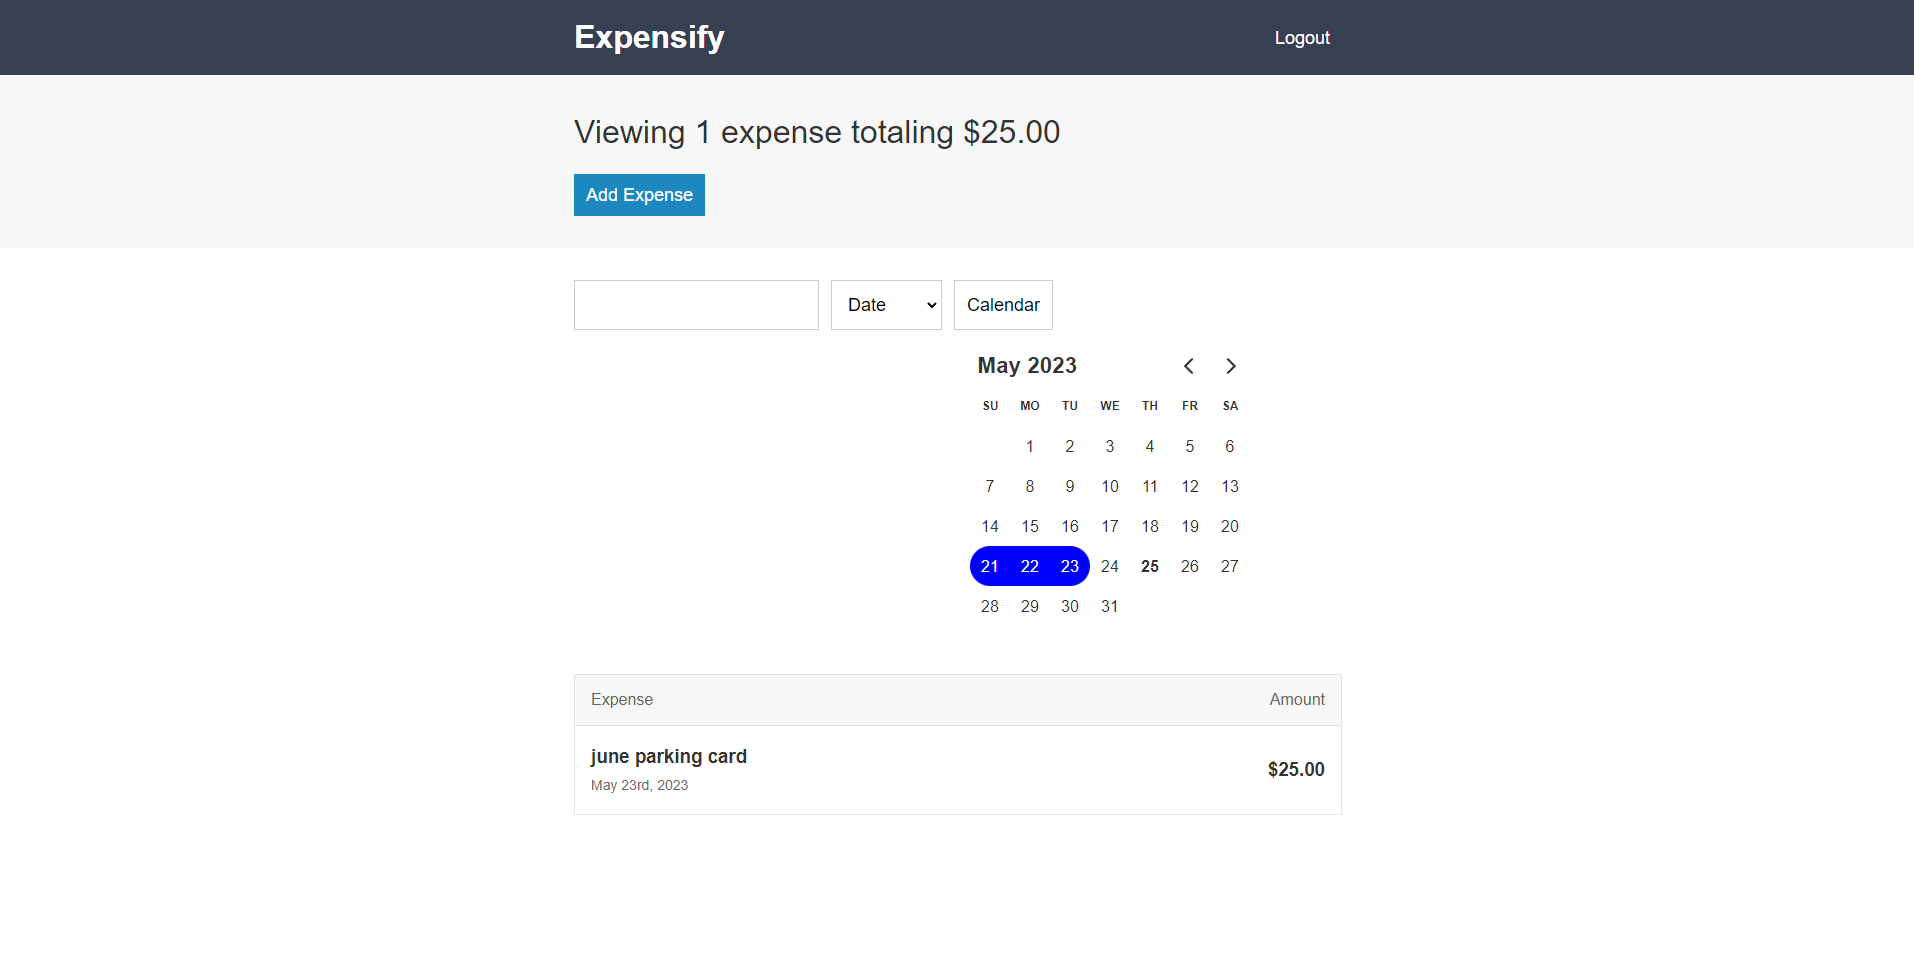 Expensify Logout
Viewing 1 expense totaling $25.00
Add Expense
Date Calendar
May 2023
SU MO TU WE TH FR SA
1 2 3 4 5 6
7 8 9 10 11 12 13
14 15 16 17 18 19 20
21 22 23 24 25 26 27
28 29 30 31
Expense Amount
june parking card
$25.00
May 23rd, 2023